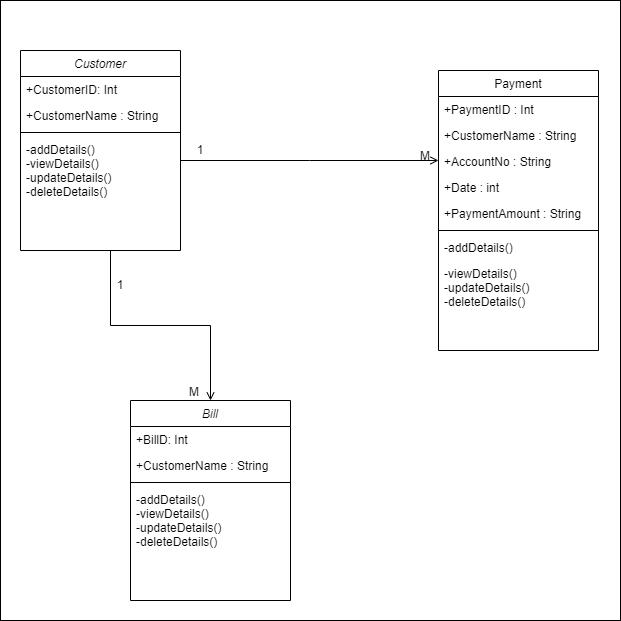 Customer
+CustomerID: Int
+CustomerName : String
-addDetails()
-viewDetails()
-updateDetails()
-deleteDetails()
1
M
Payment
+PaymentID : Int
+CustomerName : String
+AccountNo : String
+Date : int
+PaymentAmount : String
-addDetails()
-viewDetails()
-updateDetails()
-deleteDetails()
1
M
Bill
+BillD: Int
+CustomerName : String
-addDetails()
-viewDetails()
-updateDetails()
-deleteDetails()